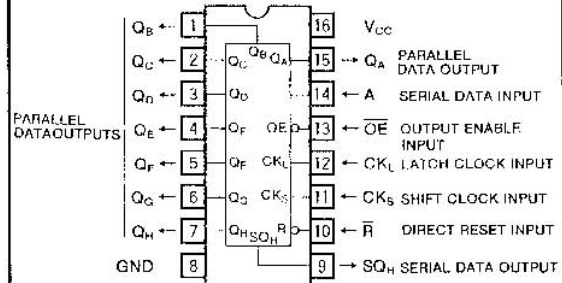 QB 1 16 VCC
QC 2 QC QB QA 15 QA PARALLEL DATA OUTPUT
QD 3 QD 14 A SERIAL DATA INPUT
PARALLEL DATA OUTPUTS
QE 4 QE OE 13 OE OUTPUT ENABLE INPUT
QF 5 QF CKL 12 CKL LATCH CLOCK INPUT
QG 6 QG CKS 11 CKS SHIFT CLOCK INPUT
QH 7 QH SQH R 10 R DIRECT RESET INPUT
GND 8 9 SQH SERIAL DATA OUTPUT